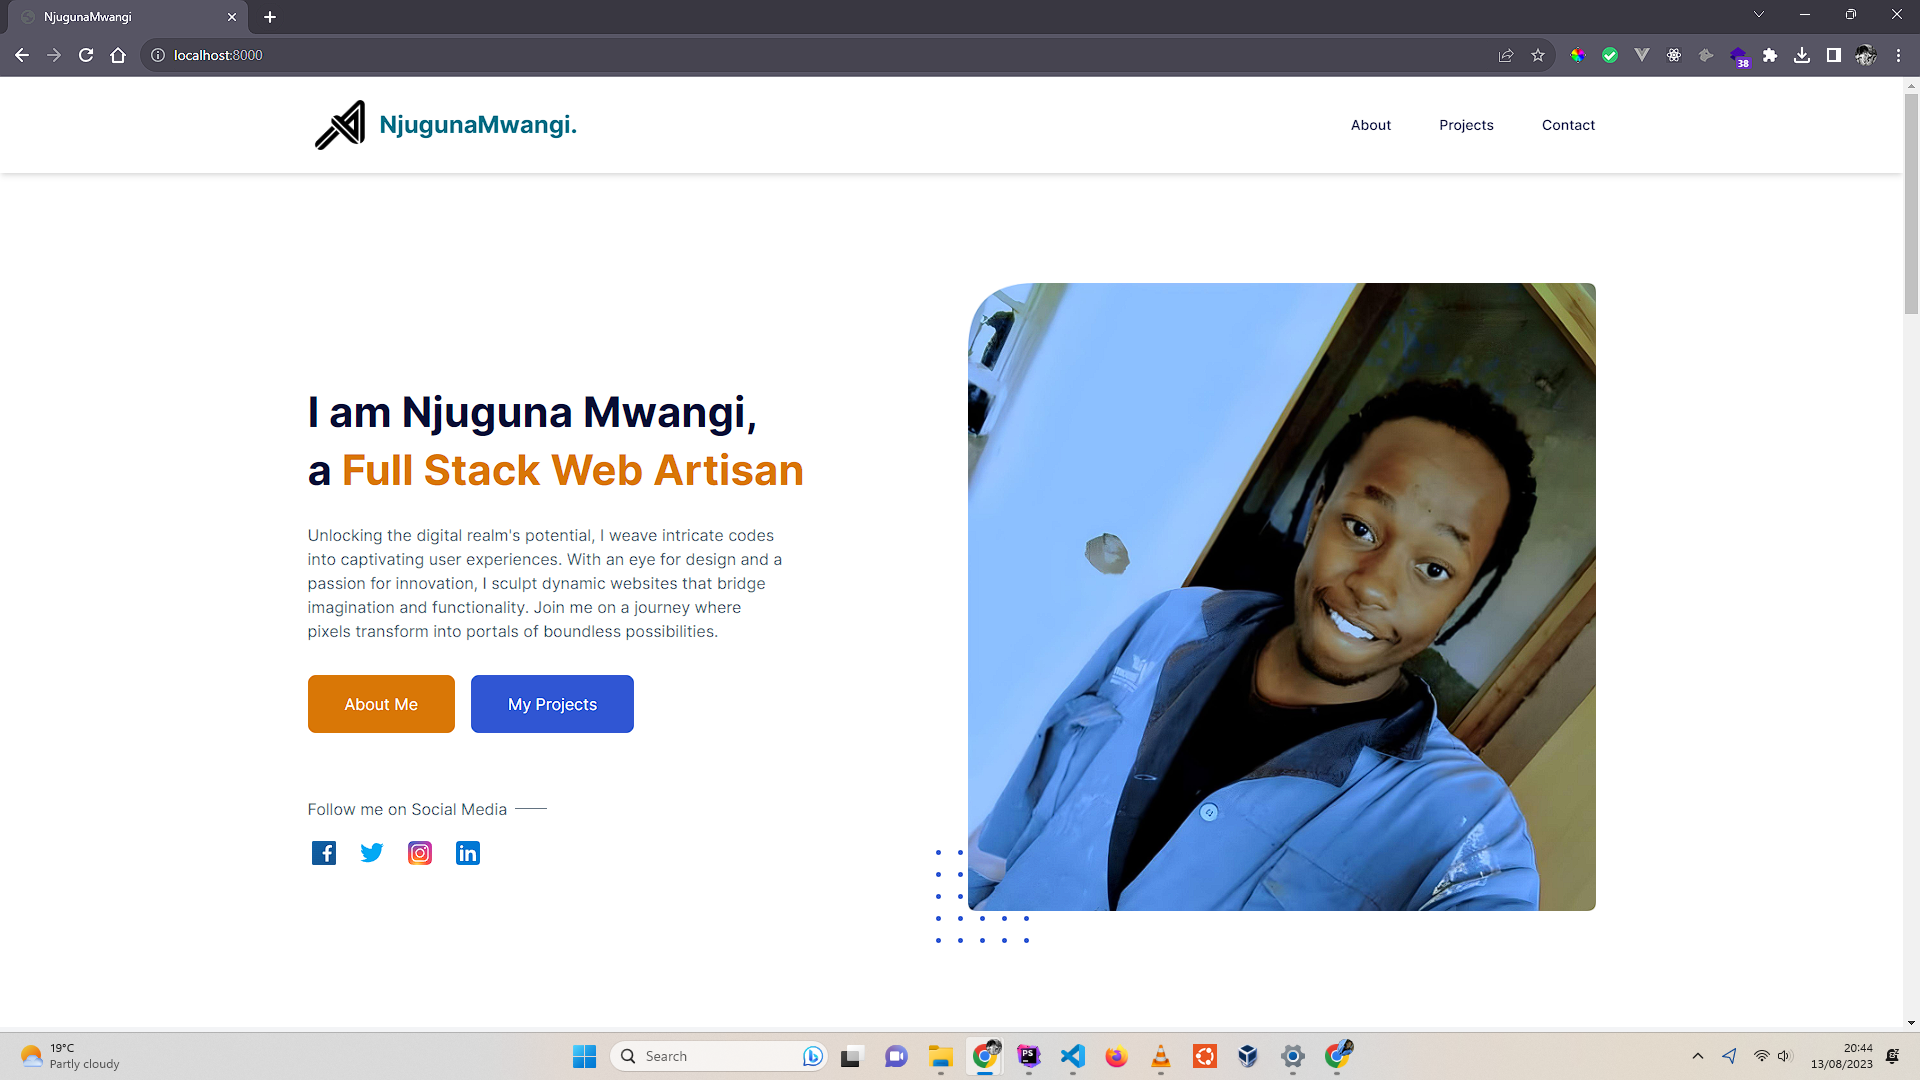 NjugunaMwangi
localhost:8000
38
NjugunaMwangi.
About
Projects
Contact
I am Njuguna Mwangi,
a Full Stack Web Artisan
Unlocking the digital realm's potential, I weave intricate codes
into captivating user experiences. With an eye for design and a
passion for innovation, I sculpt dynamic websites that bridge
imagination and functionality. Join me on a journey where
pixels transform into portals of boundless possibilities.
About Me
My Projects
Follow me on Social Media
19°C
Partly cloudy
Search
PS
20:44
13/08/2023